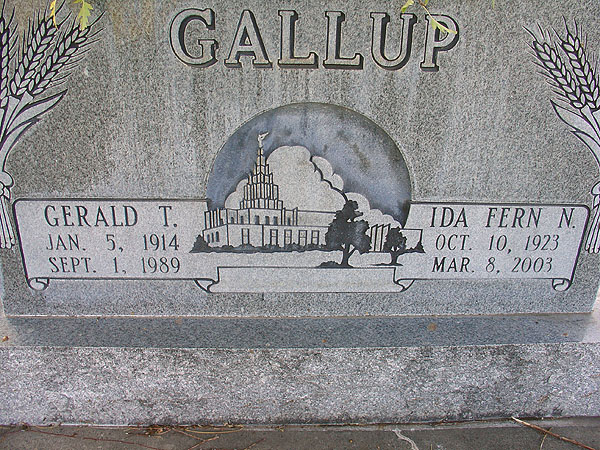 GALLUP
GERALD T.
JAN. 5, 1914
SEPT. 1, 1989
IDA FERN N.
OCT. 10, 1923
MAR. 8, 2003